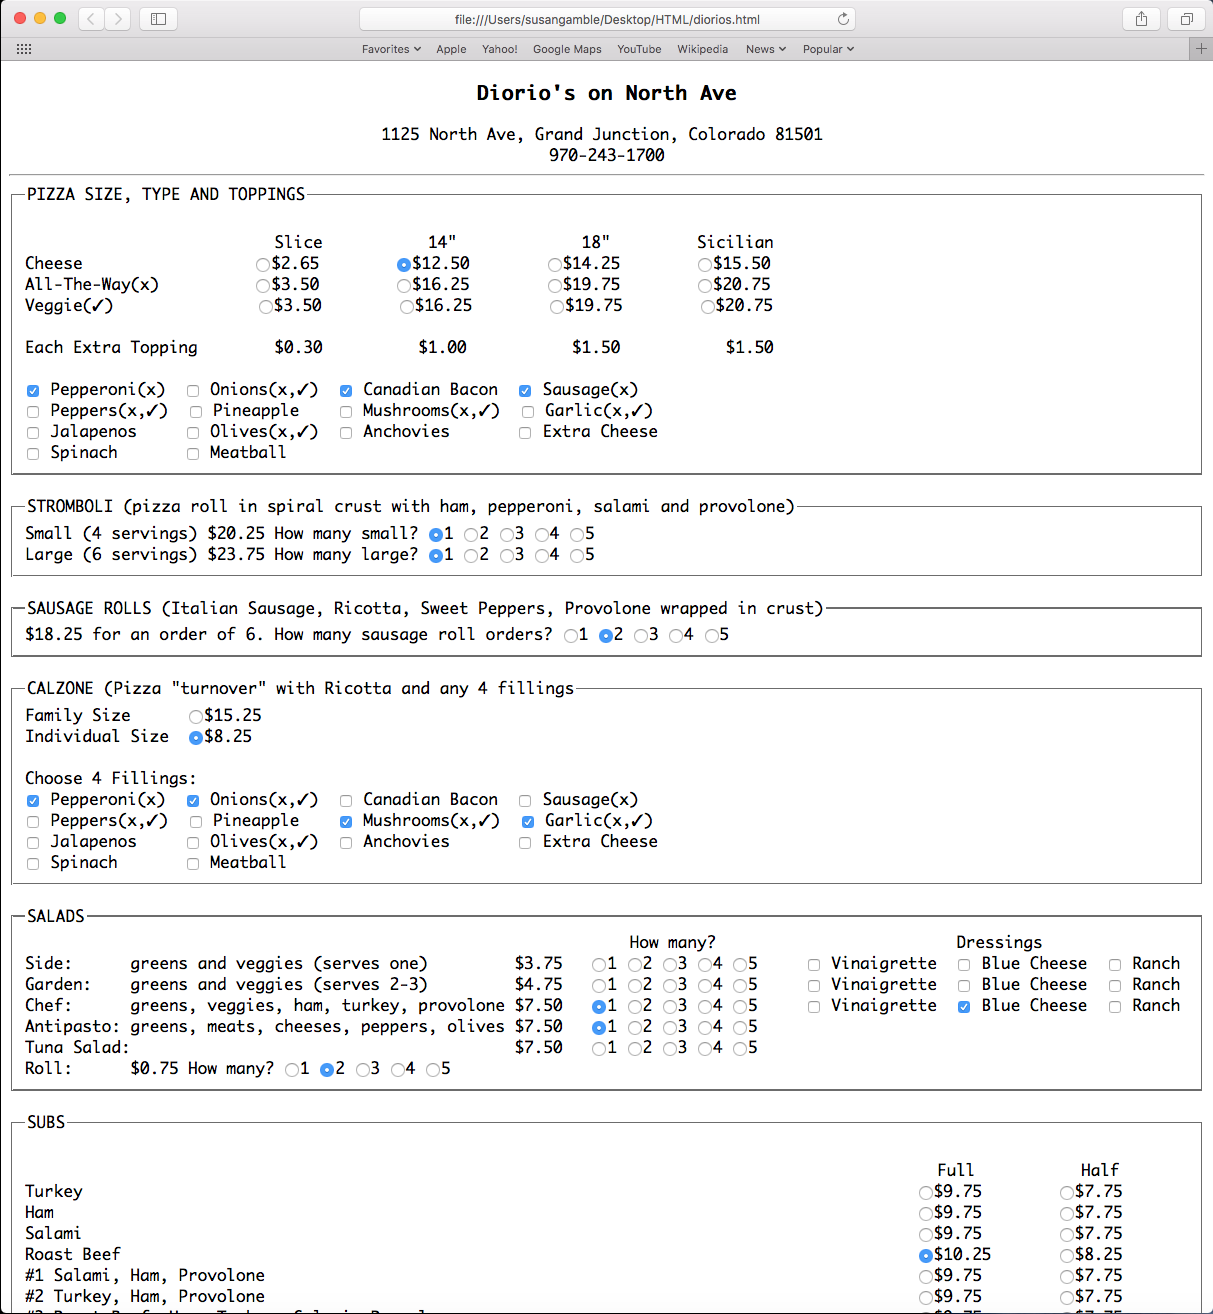 file:///Users/susangamble/Desktop/HTML/diorios.html
Favorites Apple Yahoo! Google Maps YouTube Wikipedia News Popular
Diorio's on North Ave
1125 North Ave, Grand Junction, Colorado 81501
970-243-1700
PIZZA SIZE, TYPE AND TOPPINGS
Slice 14" 18" Sicilian
Cheese $2.65 $12.50 $14.25 $15.50
All-The-Way(x) $3.50 $16.25 $19.75 $20.75
Veggie(✓) $3.50 $16.25 $19.75 $20.75
Each Extra Topping $0.30 $1.00 $1.50 $1.50
Pepperoni(x) Onions(x,✓) Canadian Bacon Sausage(x)
Peppers(x,✓) Pineapple Mushrooms(x,✓) Garlic(x,✓)
Jalapenos Olives(x,✓) Anchovies Extra Cheese
Spinach Meatball
STROMBOLI (pizza roll in spiral crust with ham, pepperoni, salami and provolone)
Small (4 servings) $20.25 How many small? 1 2 3 4 5
Large (6 servings) $23.75 How many large? 1 2 3 4 5
SAUSAGE ROLLS (Italian Sausage, Ricotta, Sweet Peppers, Provolone wrapped in crust)
$18.25 for an order of 6. How many sausage roll orders? 1 2 3 4 5
CALZONE (Pizza "turnover" with Ricotta and any 4 fillings
Family Size $15.25
Individual Size $8.25
Choose 4 Fillings:
Pepperoni(x) Onions(x,✓) Canadian Bacon Sausage(x)
Peppers(x,✓) Pineapple Mushrooms(x,✓) Garlic(x,✓)
Jalapenos Olives(x,✓) Anchovies Extra Cheese
Spinach Meatball
SALADS
How many? Dressings
Side: greens and veggies (serves one) $3.75 1 2 3 4 5 Vinaigrette Blue Cheese Ranch
Garden: greens and veggies (serves 2-3) $4.75 1 2 3 4 5 Vinaigrette Blue Cheese Ranch
Chef: greens, veggies, ham, turkey, provolone $7.50 1 2 3 4 5 Vinaigrette Blue Cheese Ranch
Antipasto: greens, meats, cheeses, peppers, olives $7.50 1 2 3 4 5
Tuna Salad: $7.50 1 2 3 4 5
Roll: $0.75 How many? 1 2 3 4 5
SUBS
Full Half
Turkey $9.75 $7.75
Ham $9.75 $7.75
Salami $9.75 $7.75
Roast Beef $10.25 $8.25
#1 Salami, Ham, Provolone $9.75 $7.75
#2 Turkey, Ham, Provolone $9.75 $7.75